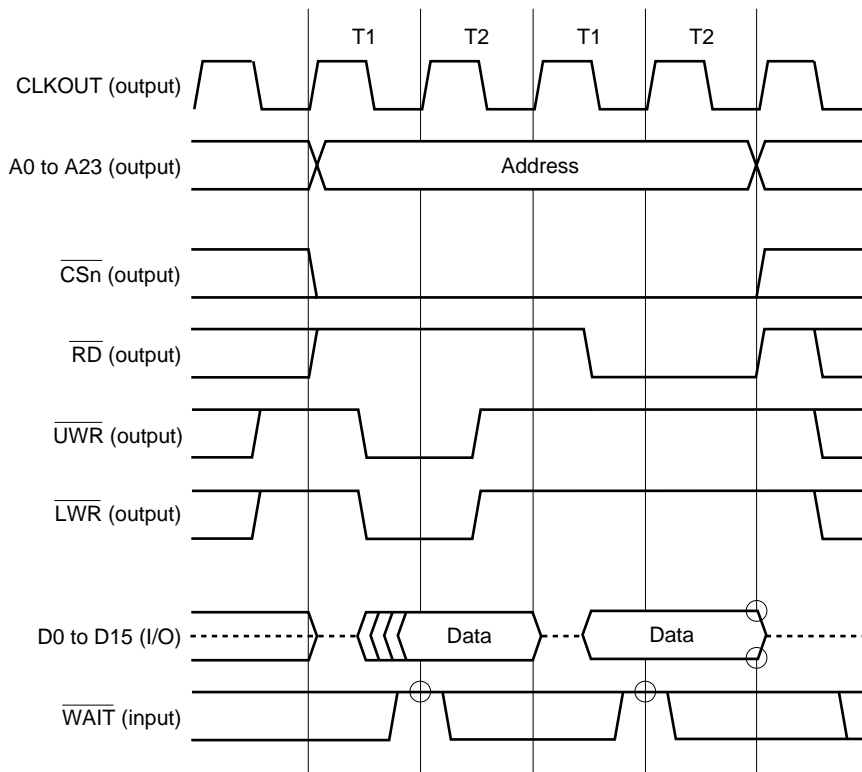 T1 T2 T1 T2
CLKOUT (output)
A0 to A23 (output) Address
CSn (output)
RD (output)
UWR (output)
LWR (output)
D0 to D15 (I/O) Data Data
WAIT (input)